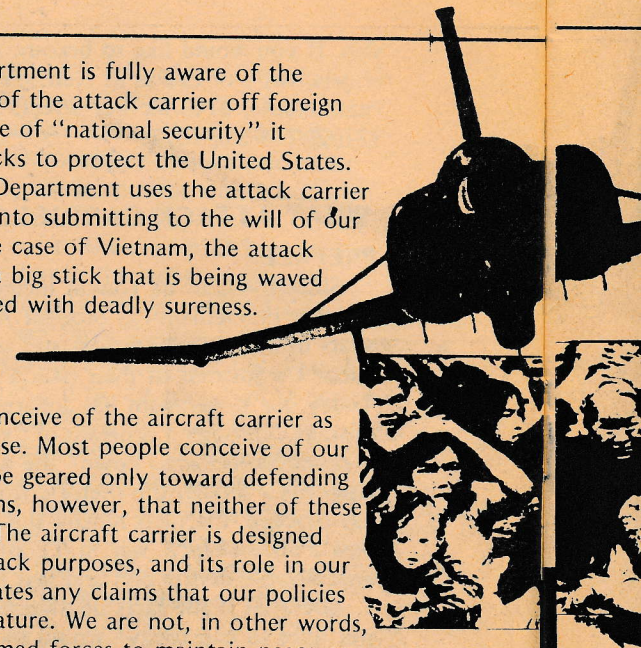 rtment is fully aware of the
of the attack carrier off foreign
e of “national security” it
cks to protect the United States.
Department uses the attack carrier
nto submitting to the will of our
e case of Vietnam, the attack
big stick that is being waved
ed with deadly sureness.
nceive of the aircraft carrier as
se. Most people conceive of our
be geared only toward defending
ns, however, that neither of these
The aircraft carrier is designed
ack purposes, and its role in our
ates any claims that our policies
ature. We are not, in other words,
med forces to maintain